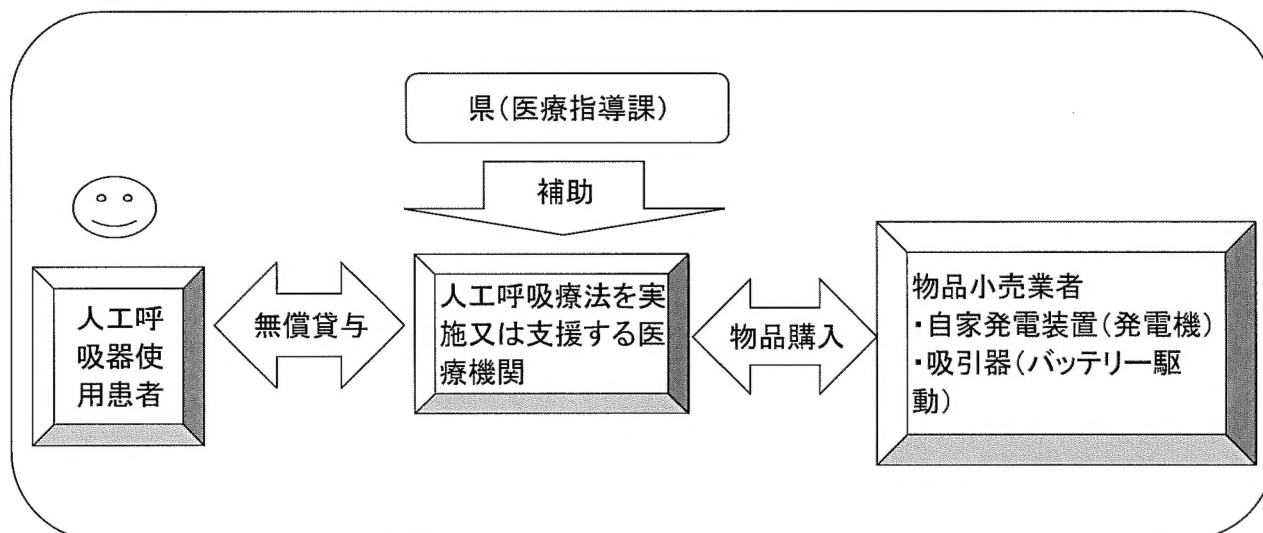 県(医療指導課)
補助
人工呼
吸器使
用患者
無償貸与
人工呼吸療法を実
施又は支援する医
療機関
物品購入
物品小売業者
・自家発電装置(発電機)
・吸引器(バッテリー駆
動)